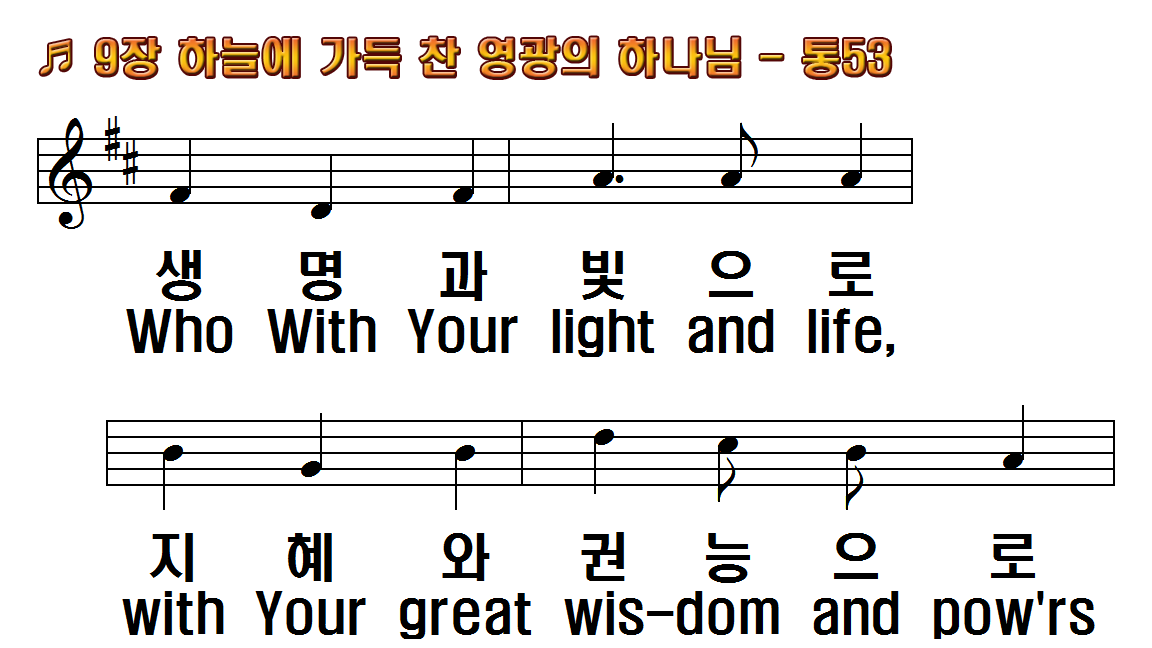 ♬ 9장 하늘에 가득 찬 영광의 하나님 - 통53
생 명 과 빛 으 로
Who With Your light and life,
지 혜 와 권 능 으 로
with Your great wis-dom and pow'rs